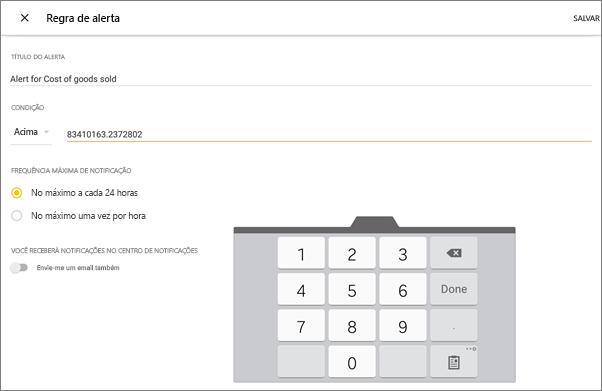 Regra de alerta
SALVAR
TÍTULO DO ALERTA
Alert for Cost of goods sold
CONDIÇÃO
Acima 83410163.2372802
FREQUÊNCIA MÁXIMA DE NOTIFICAÇÃO
No máximo a cada 24 horas
No máximo uma vez por hora
VOCÊ RECEBERÁ NOTIFICAÇÕES NO CENTRO DE NOTIFICAÇÕES
Envie-me um email também
1 2 3
4 5 6 Done
7 8 9 .
0